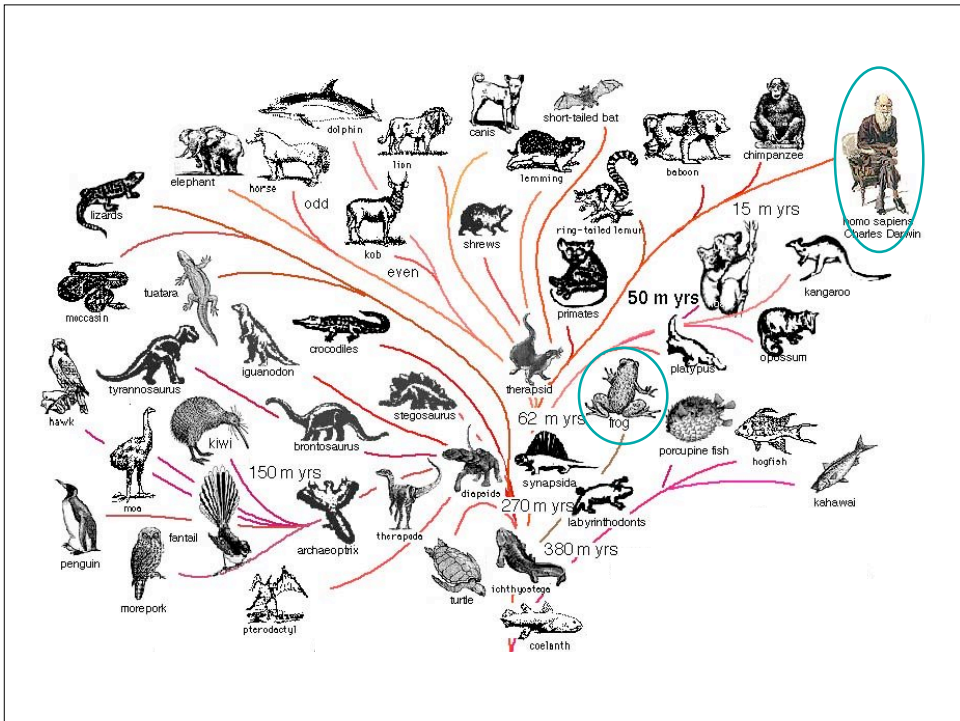 dolphin
lion
canis
short-tailed bat
chimpanzee
elephant
horse
lemming
baboon
lizards
odd
kob
shrews
ring-tailed lemur
15 m yrs
homo sapiens
Charles Darwin
even
primates
50 m yrs
kangaroo
moccasin
tuatara
iguanodon
crocodiles
therapsid
platypus
opossum
tyrannosaurus
stegosaurus
62 m yrs
frog
hawk
kiwi
brontosaurus
synapsida
porcupine fish
hogfish
kahawai
150 m yrs
diapsida
270 m yrs
labyrinthodonts
moa
fantail
archaeoptrix
therapoda
380 m yrs
penguin
morepork
pterodactyl
turtle
ichthyostega
coelanth